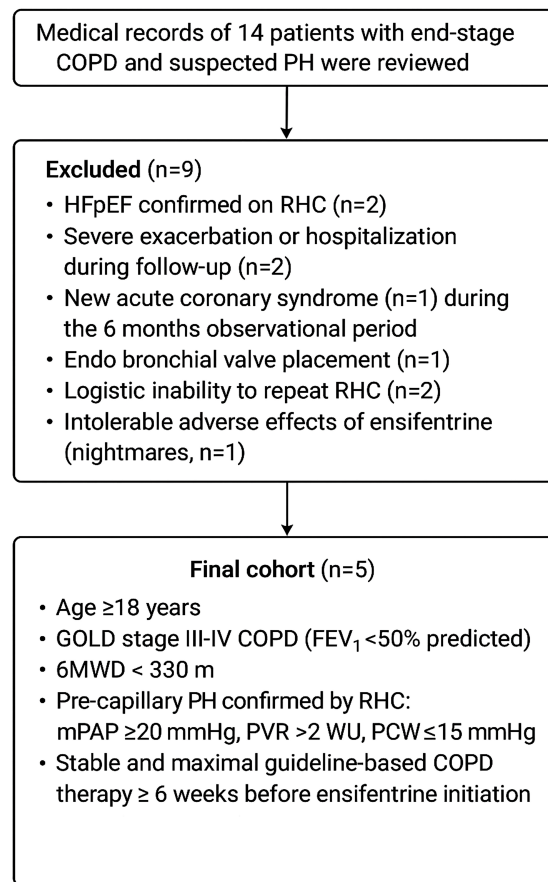 Medical records of 14 patients with end-stage
COPD and suspected PH were reviewed
Excluded (n=9)
• HFpEF confirmed on RHC (n=2)
• Severe exacerbation or hospitalization
during follow-up (n=2)
• New acute coronary syndrome (n=1) during
the 6 months observational period
• Endo bronchial valve placement (n=1)
• Logistic inability to repeat RHC (n=2)
• Intolerable adverse effects of ensifentrine
(nightmares, n=1)
Final cohort (n=5)
• Age ≥18 years
• GOLD stage III-IV COPD (FEV₁ <50% predicted)
• 6MWD < 330 m
• Pre-capillary PH confirmed by RHC:
mPAP ≥20 mmHg, PVR >2 WU, PCW ≤15 mmHg
• Stable and maximal guideline-based COPD
therapy ≥ 6 weeks before ensifentrine initiation